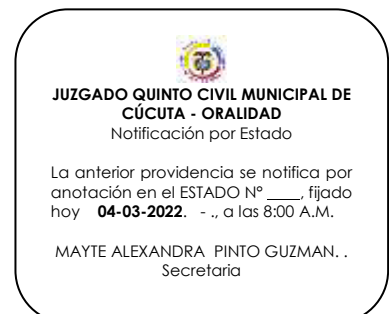 JUZGADO QUINTO CIVIL MUNICIPAL DE
CÚCUTA - ORALIDAD
Notificación por Estado
La anterior providencia se notifica por
anotación en el ESTADO N° ____, fijado
hoy 04-03-2022. - ., a las 8:00 A.M.
MAYTE ALEXANDRA PINTO GUZMAN. .
Secretaria